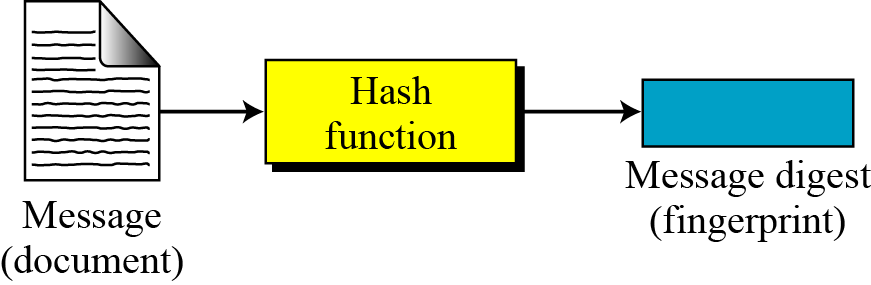 Hash
function
Message
(document)
Message digest
(fingerprint)